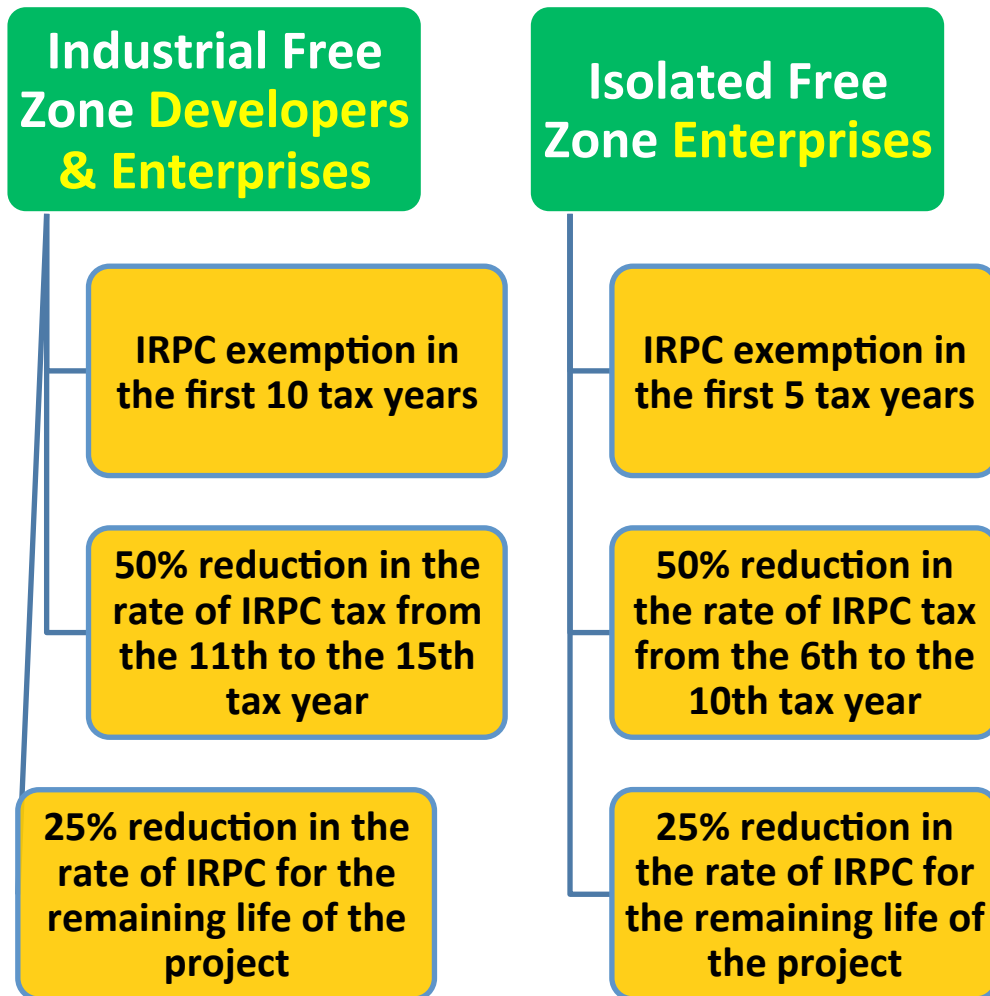 Industrial Free
Zone Developers
& Enterprises
IRPC exemption in
the first 10 tax years
50% reduction in the
rate of IRPC tax from
the 11th to the 15th
tax year
25% reduction in the
rate of IRPC for the
remaining life of the
project
Isolated Free
Zone Enterprises
IRPC exemption in
the first 5 tax years
50% reduction in
the rate of IRPC tax
from the 6th to the
10th tax year
25% reduction in
the rate of IRPC for
the remaining life of
the project